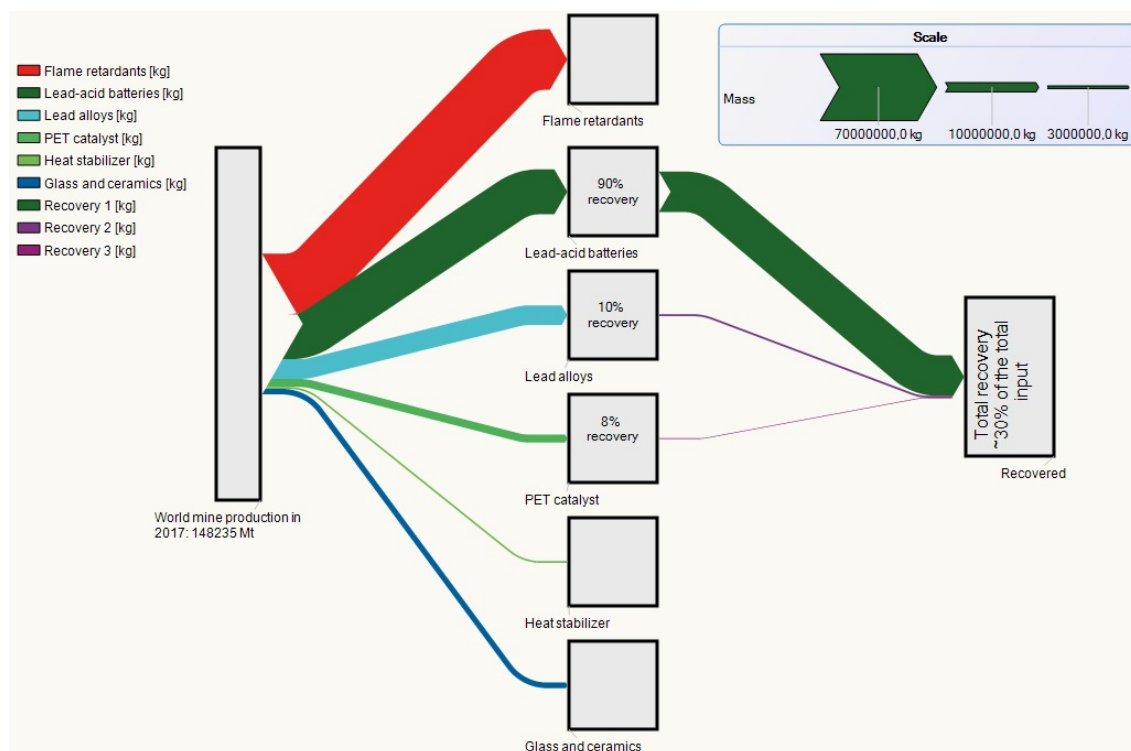 Flame retardants [kg]
Lead-acid batteries [kg]
Lead alloys [kg]
PET catalyst [kg]
Heat stabilizer [kg]
Glass and ceramics [kg]
Recovery 1 [kg]
Recovery 2 [kg]
Recovery 3 [kg]
World mine production in
2017: 148235 Mt
Flame retardants
90%
recovery
Lead-acid batteries
10%
recovery
Lead alloys
8%
recovery
PET catalyst
Heat stabilizer
Glass and ceramics
Scale
Mass
70000000,0 kg
10000000,0 kg
3000000,0 kg
Total recovery
~30% of the total
input
Recovered